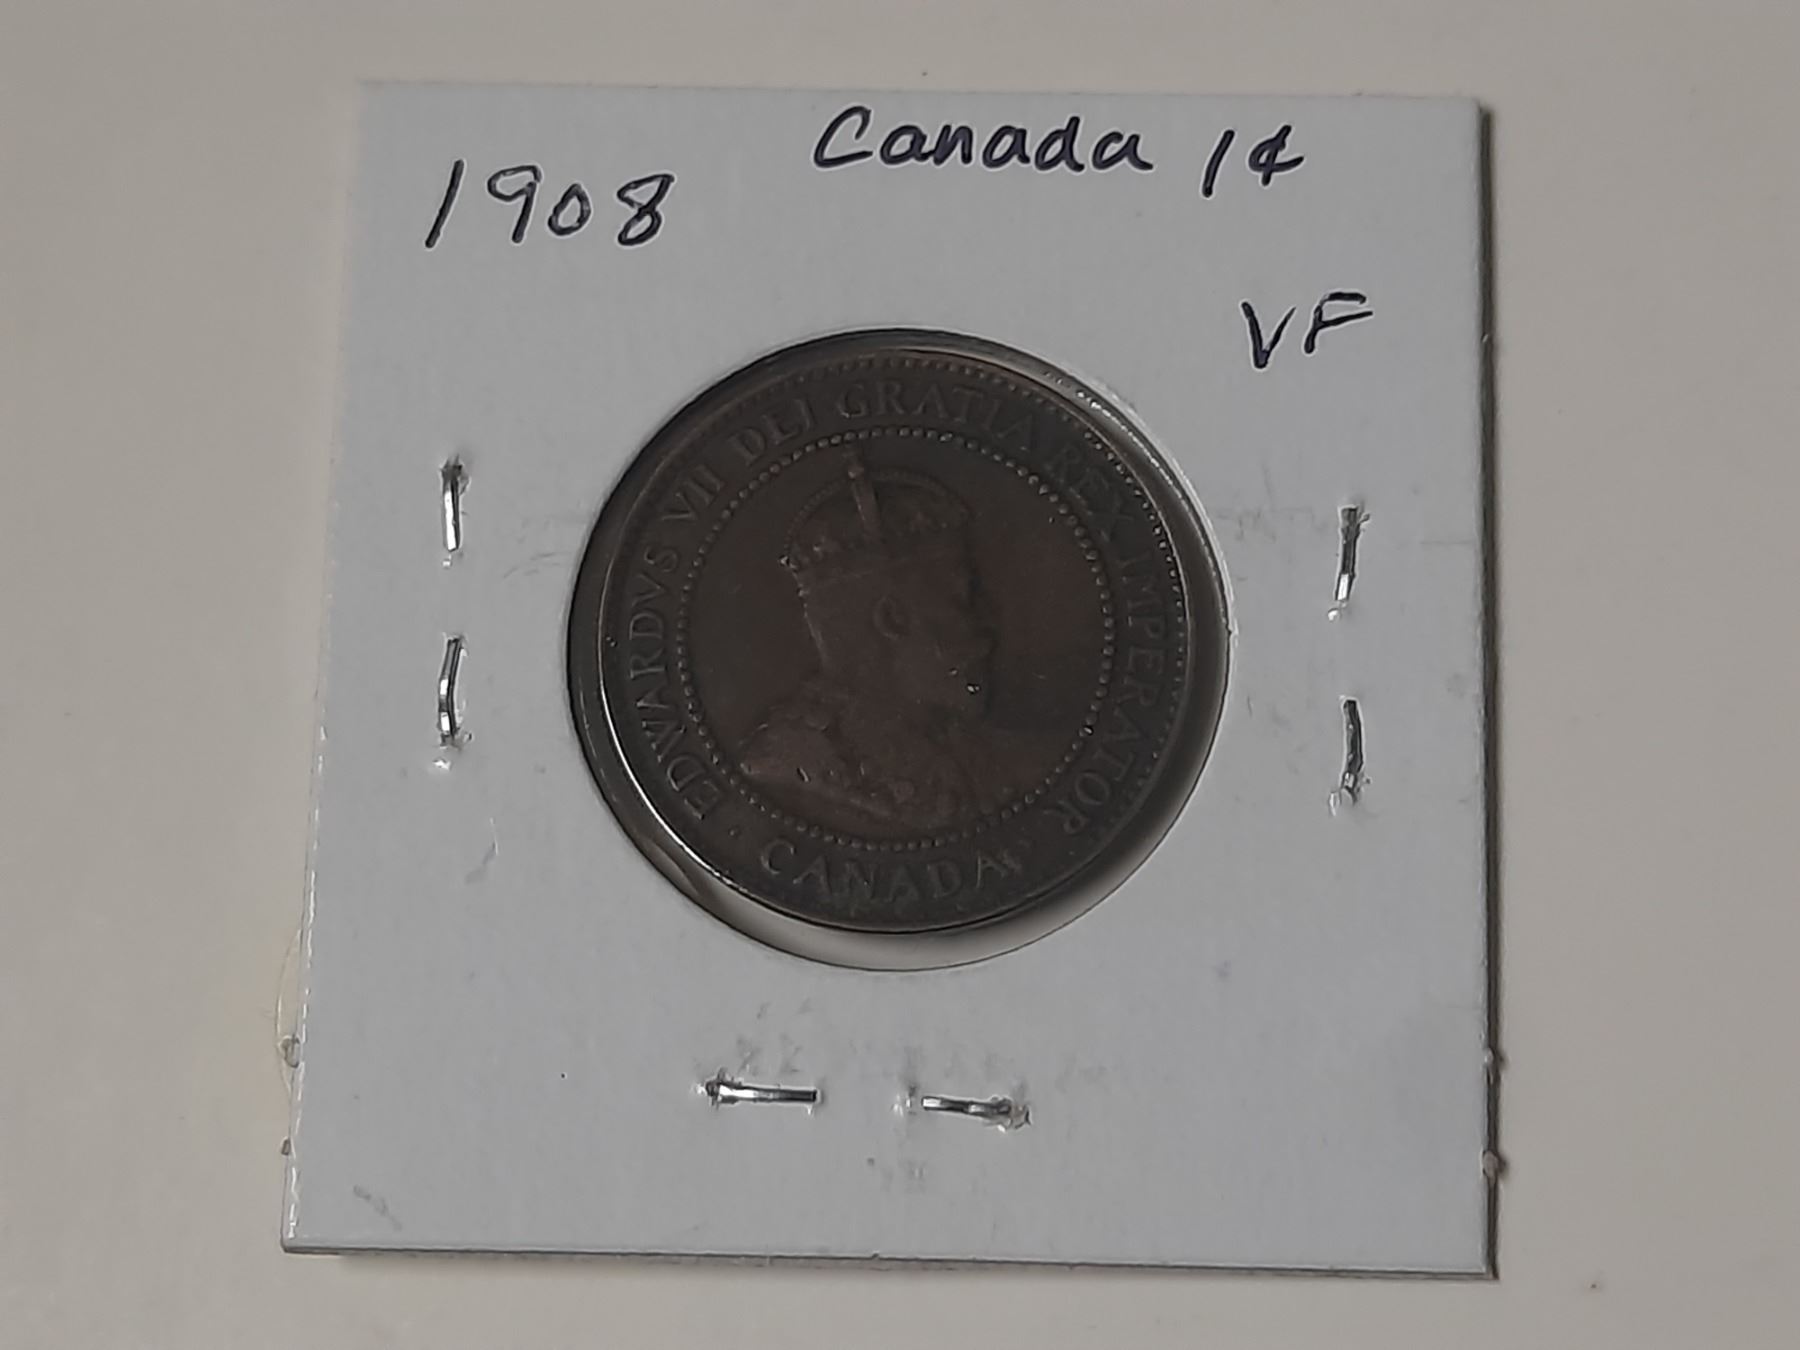 Canada 1¢
1908
VF
EDWARDVS VII DEI GRATIA REX IMPERATOR
CANADA